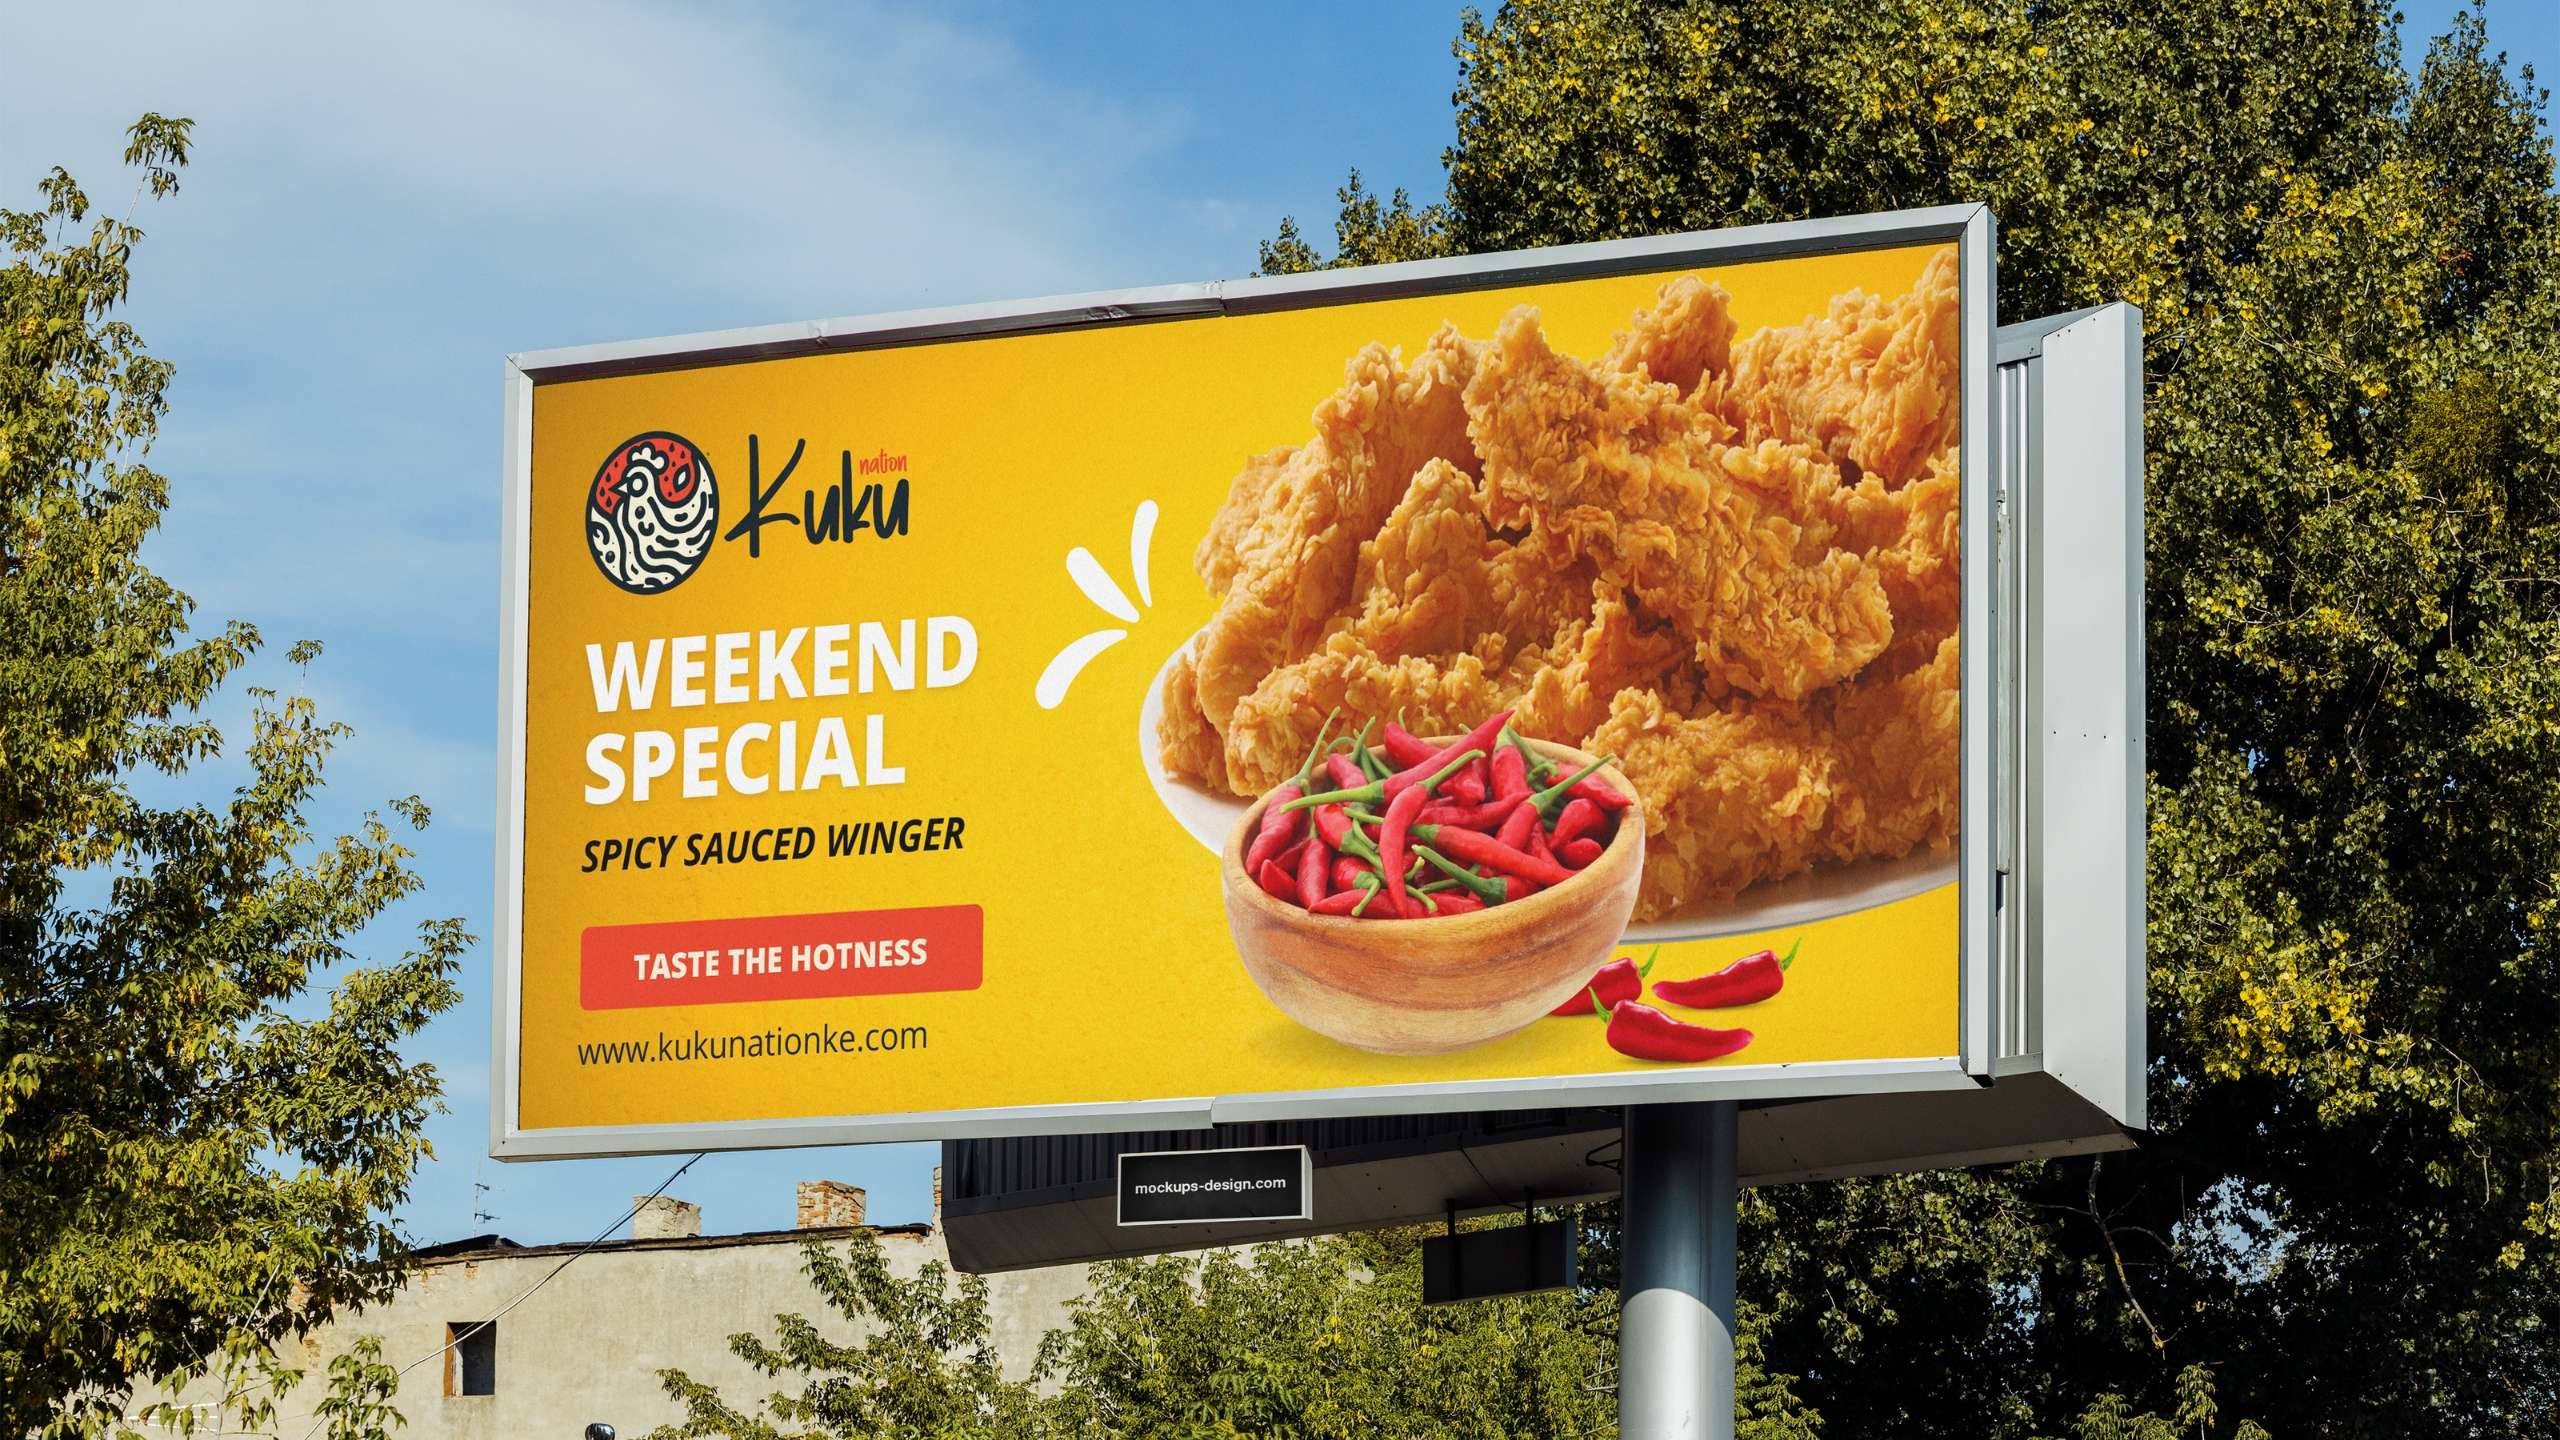 Kuku
nation
WEEKEND
SPECIAL
SPICY SAUCED WINGER
TASTE THE HOTNESS
www.kukunationke.com
mockups-design.com